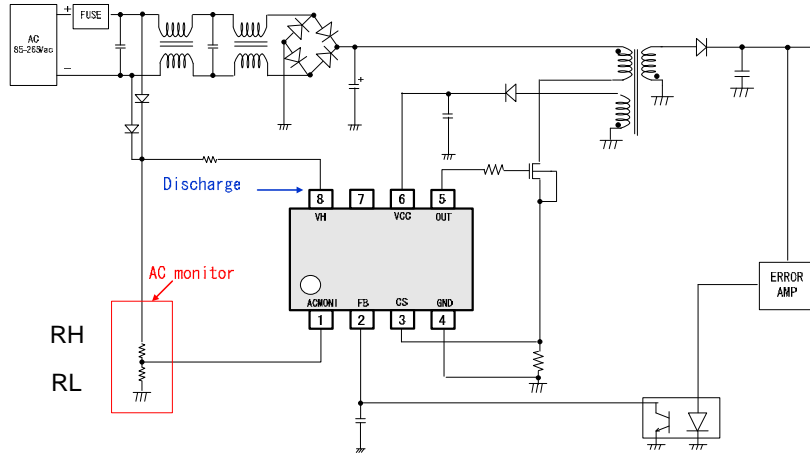 +
FUSE
AC
85-265Vac
-
+
Discharge
8
7
6
5
VH
VCC
OUT
AC monitor
ERROR
AMP
ACMONI
FB
CS
GND
1
2
3
4
RH
RL